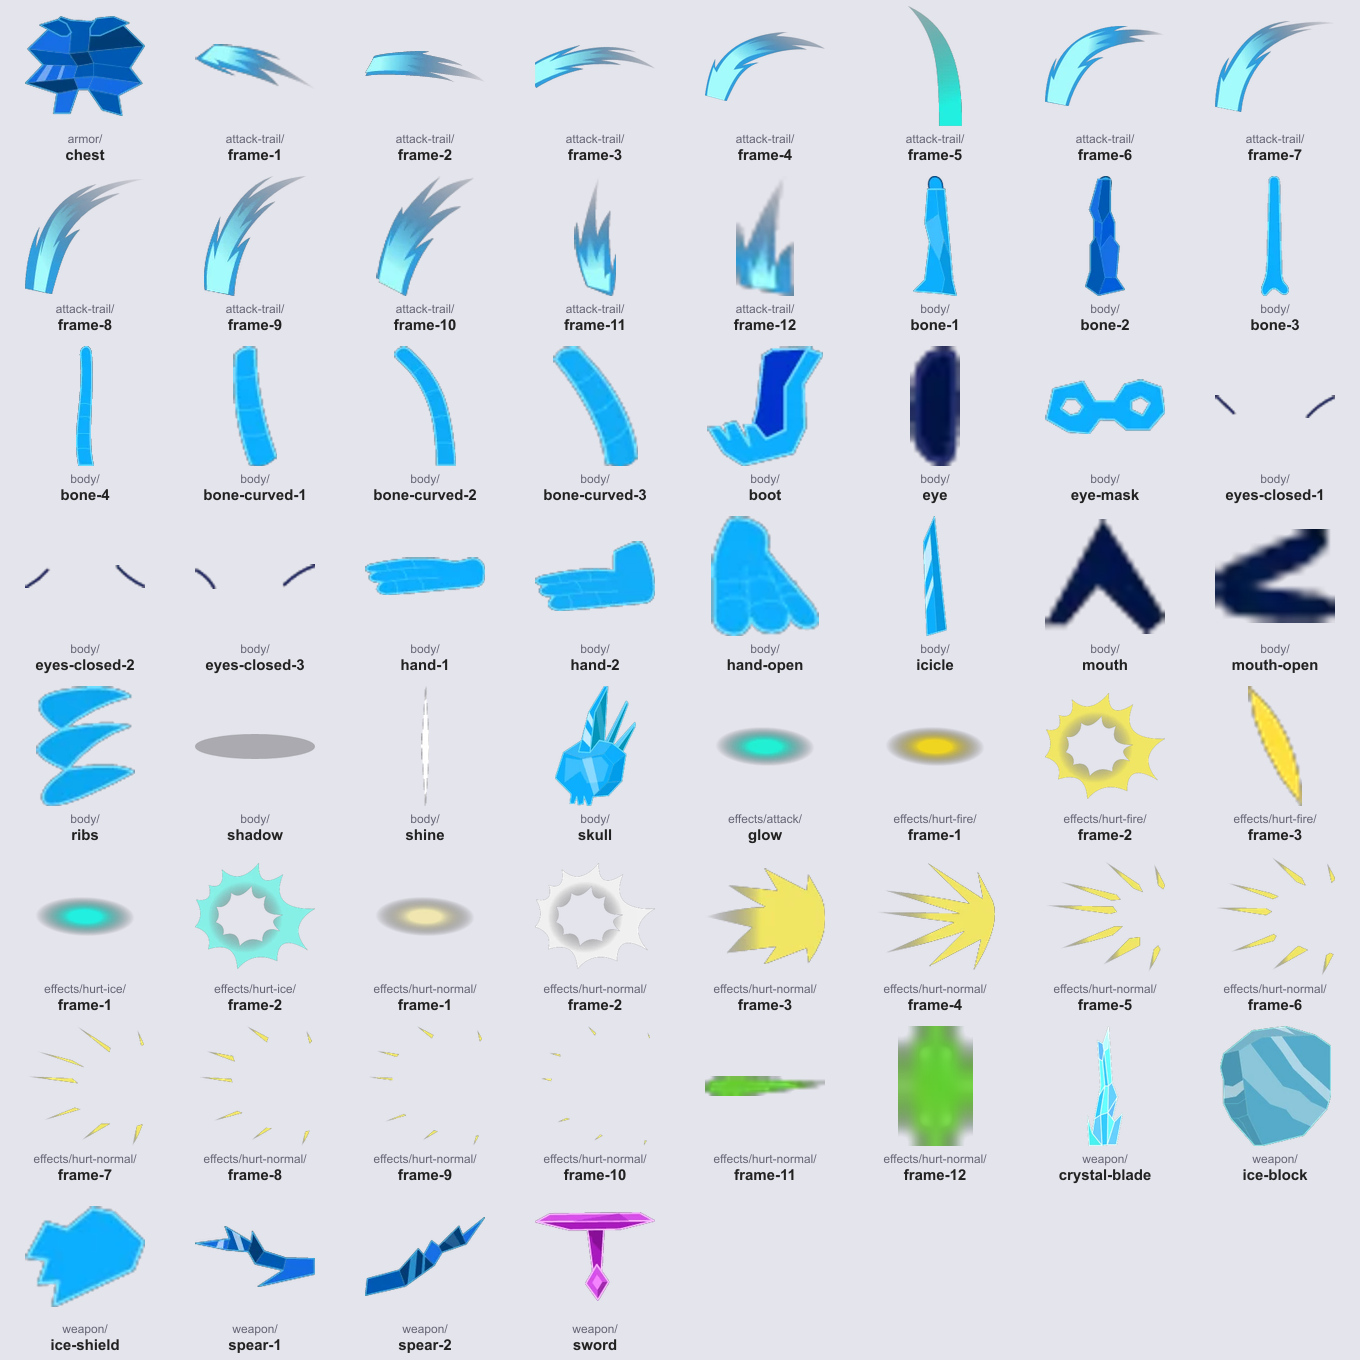 armor/
chest
attack-trail/
frame-1
attack-trail/
frame-2
attack-trail/
frame-3
attack-trail/
frame-4
attack-trail/
frame-5
attack-trail/
frame-6
attack-trail/
frame-7
attack-trail/
frame-8
attack-trail/
frame-9
attack-trail/
frame-10
attack-trail/
frame-11
attack-trail/
frame-12
body/
bone-1
body/
bone-2
body/
bone-3
body/
bone-4
body/
bone-curved-1
body/
bone-curved-2
body/
bone-curved-3
body/
boot
body/
eye
body/
eye-mask
body/
eyes-closed-1
body/
eyes-closed-2
body/
eyes-closed-3
body/
hand-1
body/
hand-2
body/
hand-open
body/
icicle
body/
mouth
body/
mouth-open
body/
ribs
body/
shadow
body/
shine
body/
skull
effects/attack/
glow
effects/hurt-fire/
frame-1
effects/hurt-fire/
frame-2
effects/hurt-fire/
frame-3
effects/hurt-ice/
frame-1
effects/hurt-ice/
frame-2
effects/hurt-normal/
frame-1
effects/hurt-normal/
frame-2
effects/hurt-normal/
frame-3
effects/hurt-normal/
frame-4
effects/hurt-normal/
frame-5
effects/hurt-normal/
frame-6
effects/hurt-normal/
frame-7
effects/hurt-normal/
frame-8
effects/hurt-normal/
frame-9
effects/hurt-normal/
frame-10
effects/hurt-normal/
frame-11
effects/hurt-normal/
frame-12
weapon/
crystal-blade
weapon/
ice-block
weapon/
ice-shield
weapon/
spear-1
weapon/
spear-2
weapon/
sword